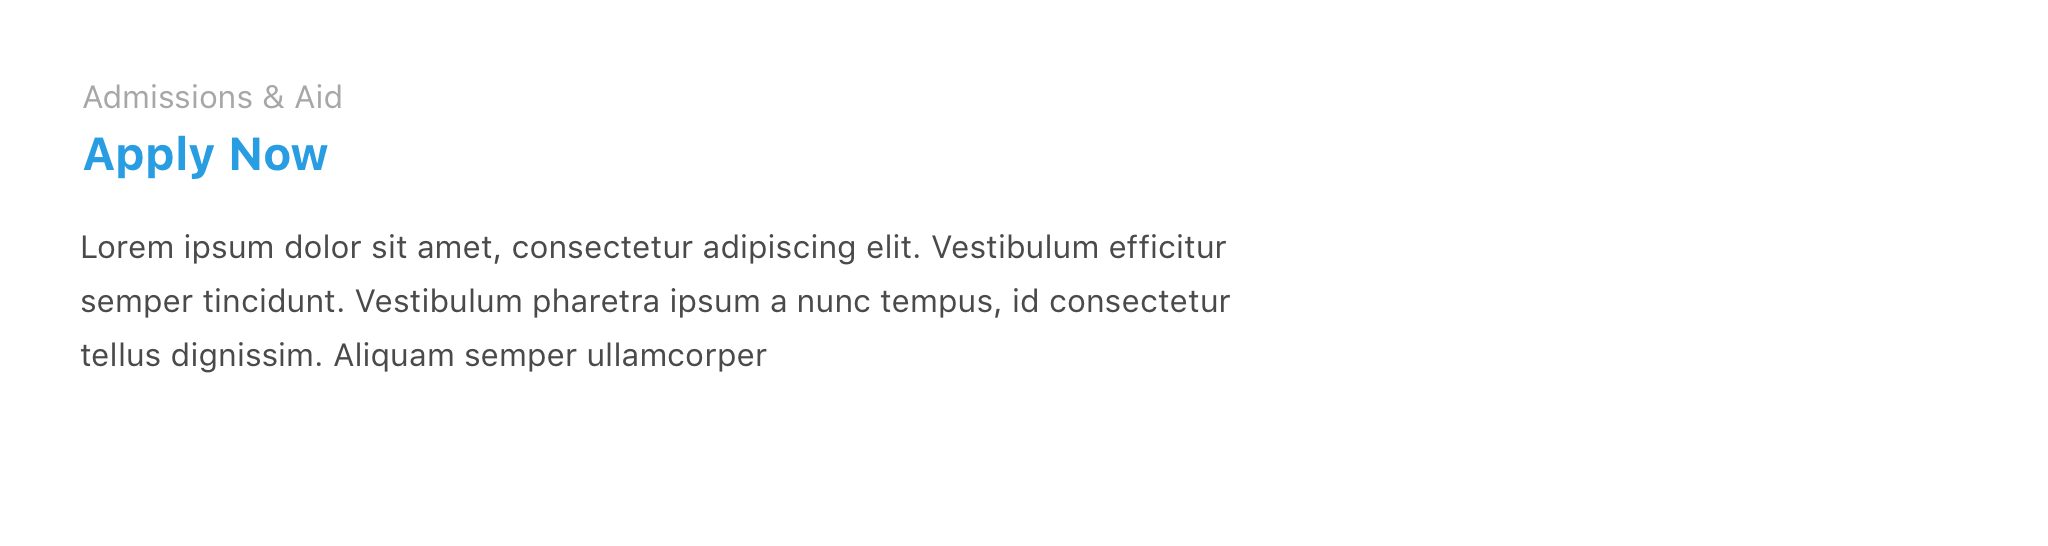 Admissions & Aid
Apply Now
Lorem ipsum dolor sit amet, consectetur adipiscing elit. Vestibulum efficitur
semper tincidunt. Vestibulum pharetra ipsum a nunc tempus, id consectetur
tellus dignissim. Aliquam semper ullamcorper